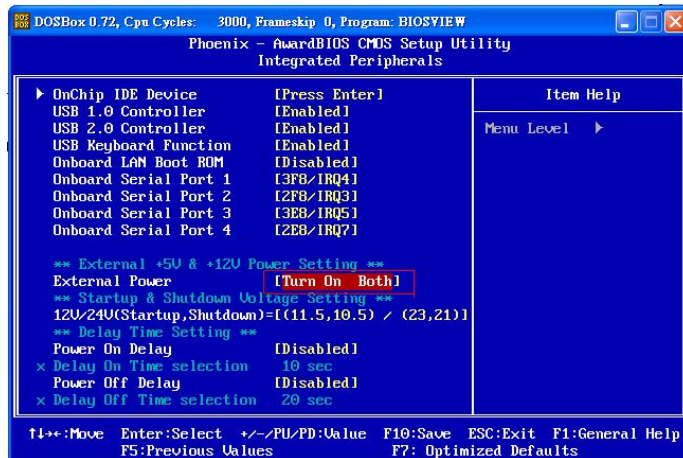 DOSBox 0.72, Cpu Cycles: 3000, Frameskip 0, Program: BIOSVIEW
Phoenix - AwardBIOS CMOS Setup Utility
Integrated Peripherals
OnChip IDE Device [Press Enter]
USB 1.0 Controller [Enabled]
USB 2.0 Controller [Enabled]
USB Keyboard Function [Enabled]
Onboard LAN Boot ROM [Disabled]
Onboard Serial Port 1 [3F8/IRQ4]
Onboard Serial Port 2 [2F8/IRQ3]
Onboard Serial Port 3 [3E8/IRQ5]
Onboard Serial Port 4 [2E8/IRQ7]
** External +5V & +12V Power Setting **
External Power [Turn On Both]
** Startup & Shutdown Voltage Setting **
12V/24V(Startup,Shutdown)=[(11.5,10.5) / (23,21)]
** Delay Time Setting **
Power On Delay [Disabled]
x Delay On Time selection 10 sec
Power Off Delay [Disabled]
x Delay Off Time selection 20 sec
Item Help
Menu Level
↑↓→←:Move Enter:Select +/-/PU/PD:Value F10:Save ESC:Exit F1:General Help
F5:Previous Values F7: Optimized Defaults